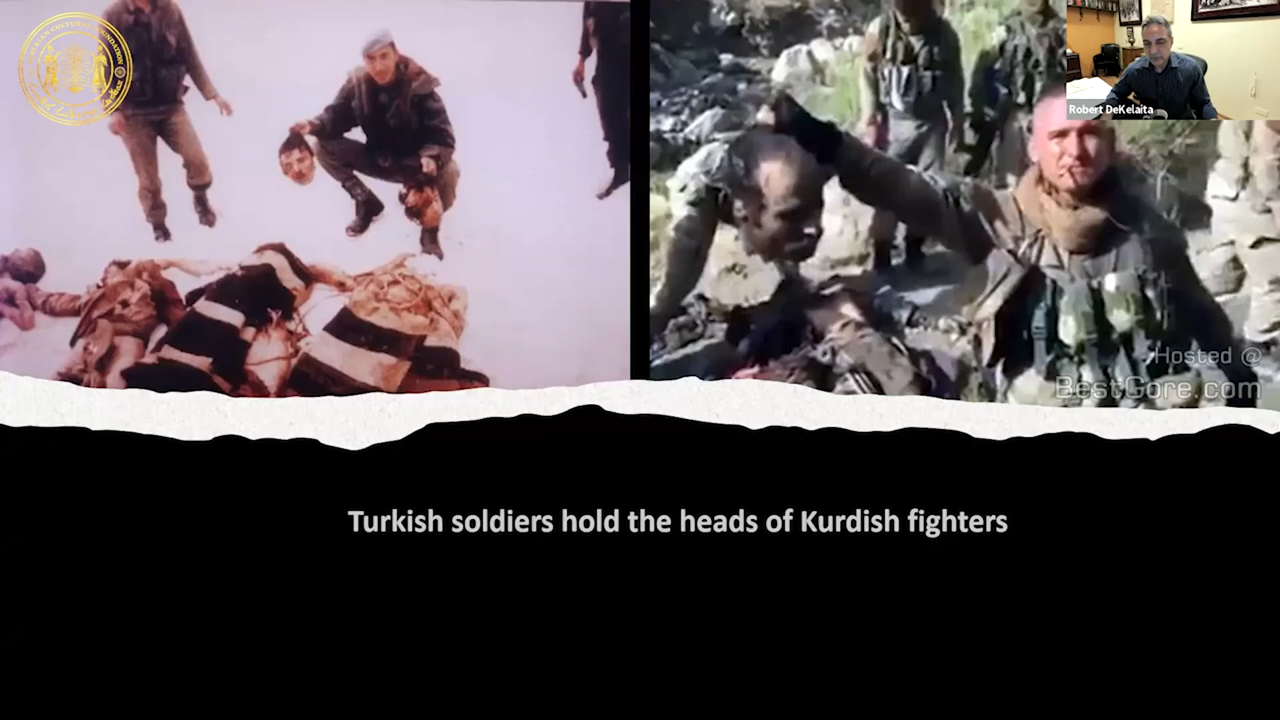 Robert DeKelaita
Hosted @
BestGore.com
Turkish soldiers hold the heads of Kurdish fighters